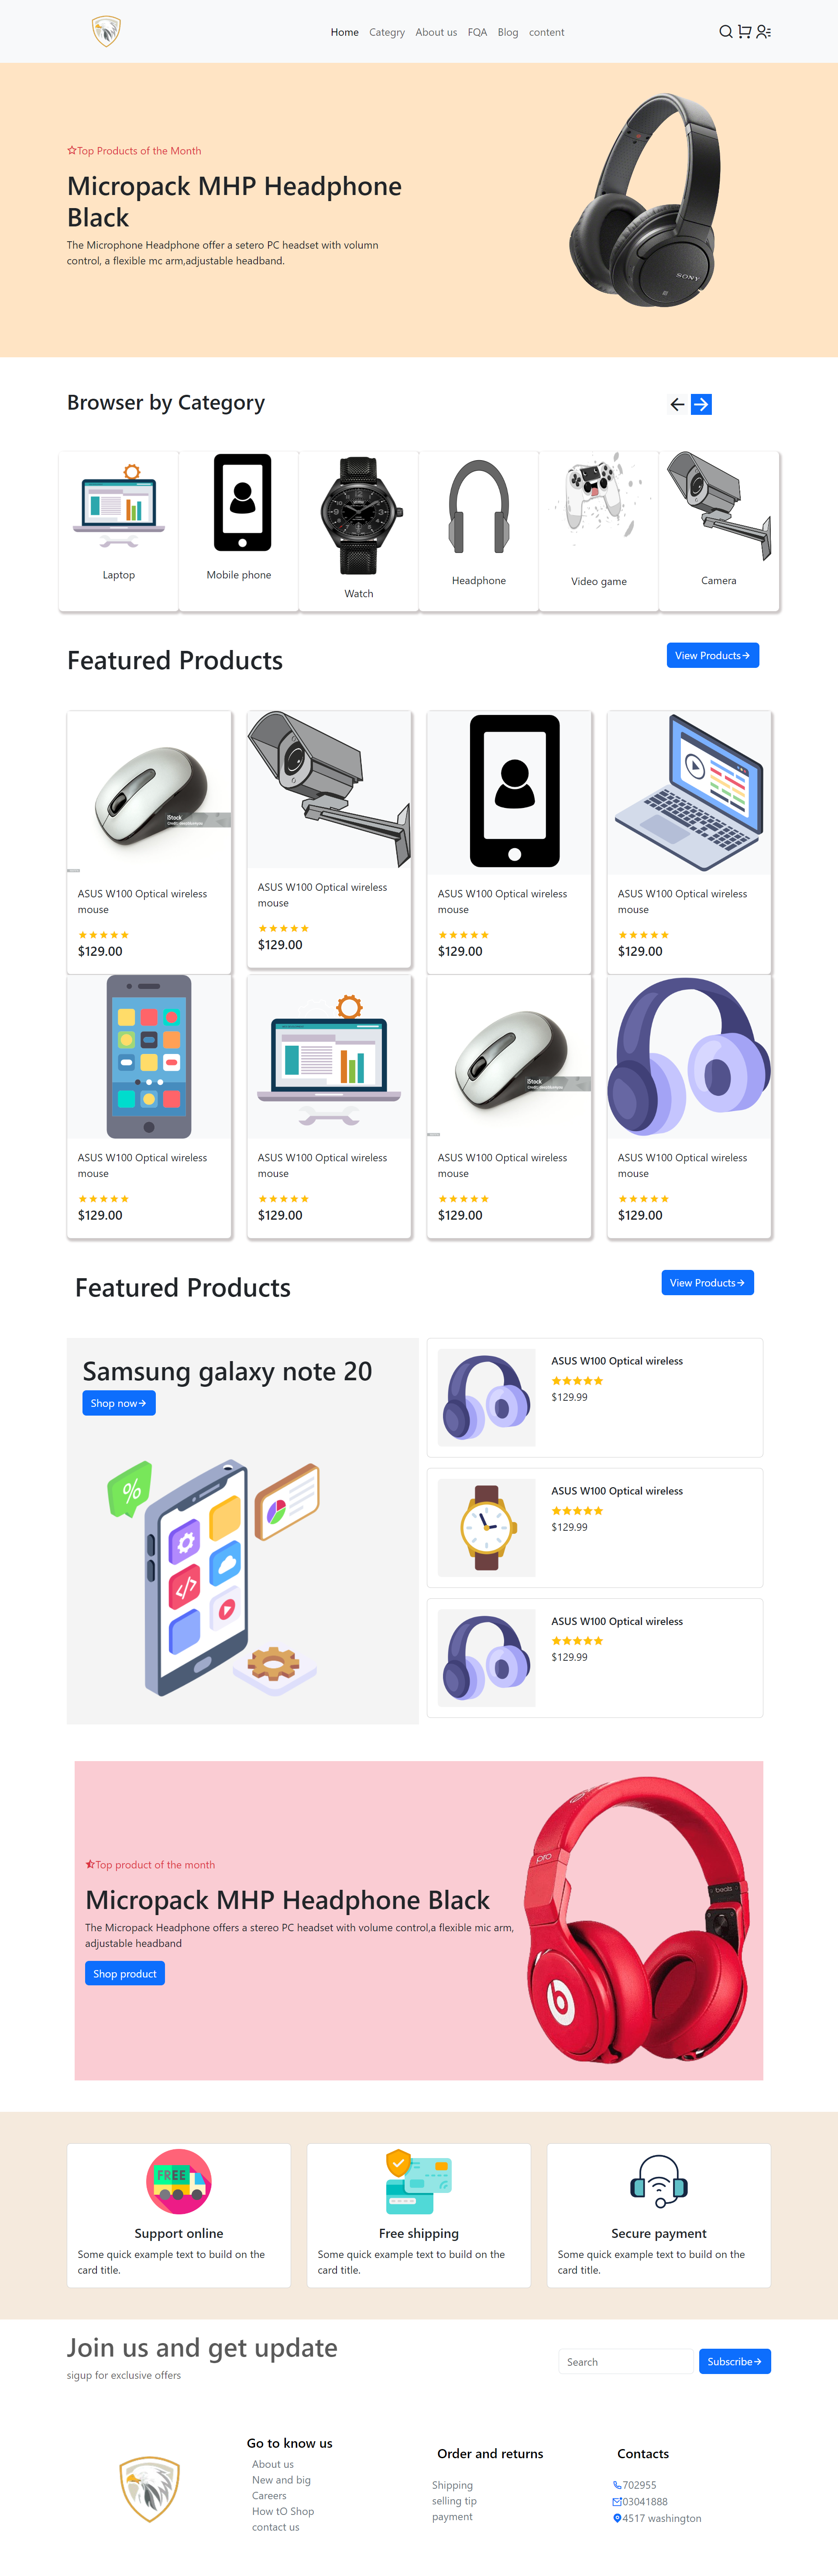 Home Categry About us FQA Blog content
Top Products of the Month
Micropack MHP Headphone
Black
The Microphone Headphone offer a setero PC headset with volumn
control, a flexible mc arm,adjustable headband.
SONY
Browser by Category
Laptop
Mobile phone
Watch
Headphone
Video game
Camera
Featured Products
View Products
iStock
ASUS W100 Optical wireless
mouse
$129.00
ASUS W100 Optical wireless
mouse
$129.00
ASUS W100 Optical wireless
mouse
$129.00
ASUS W100 Optical wireless
mouse
$129.00
ASUS W100 Optical wireless
mouse
$129.00
ASUS W100 Optical wireless
mouse
$129.00
iStock
ASUS W100 Optical wireless
mouse
$129.00
ASUS W100 Optical wireless
mouse
$129.00
Featured Products
View Products
Samsung galaxy note 20
Shop now
%
</>
ASUS W100 Optical wireless
$129.99
ASUS W100 Optical wireless
$129.99
ASUS W100 Optical wireless
$129.99
Top product of the month
Micropack MHP Headphone Black
The Micropack Headphone offers a stereo PC headset with volume control,a flexible mic arm,
adjustable headband
Shop product
pro
beats
b
FREE
Support online
Some quick example text to build on the
card title.
Free shipping
Some quick example text to build on the
card title.
Secure payment
Some quick example text to build on the
card title.
Join us and get update
sigup for exclusive offers
Search
Subscribe
Go to know us
About us
New and big
Careers
How tO Shop
contact us
Order and returns
Shipping
selling tip
payment
Contacts
702955
03041888
4517 washington